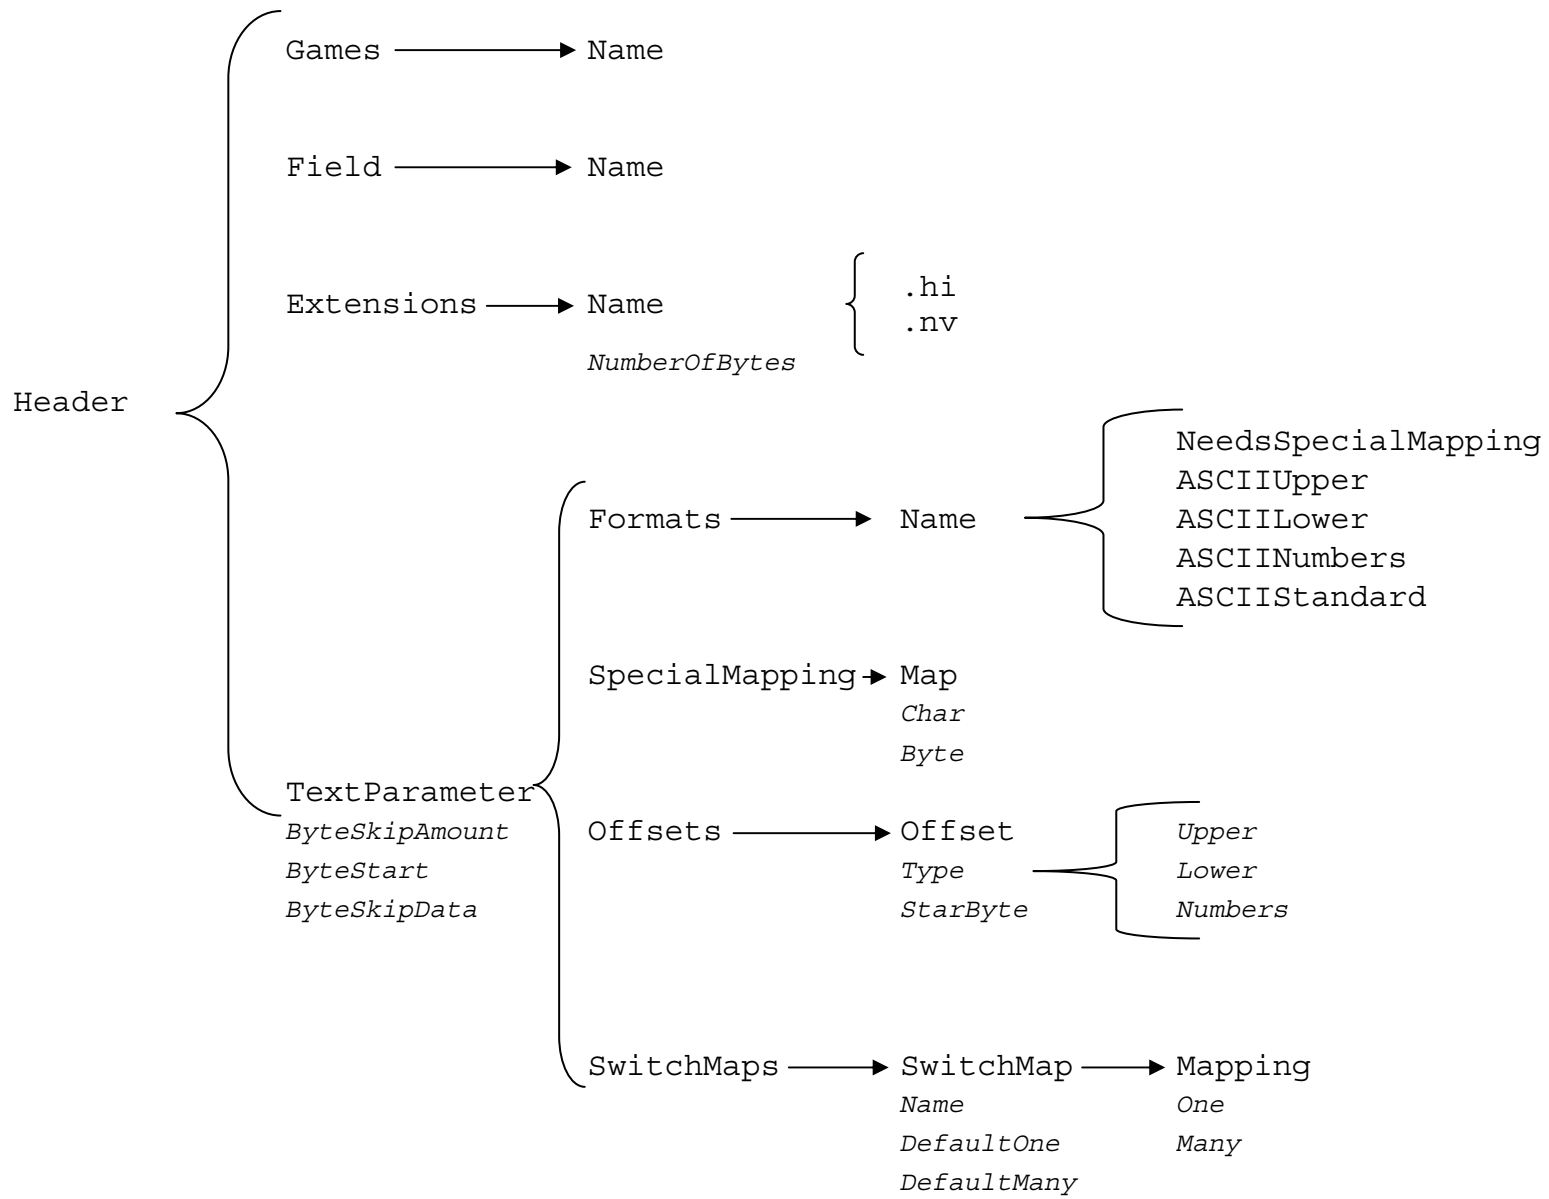 Games Name
Field Name
Extensions Name .hi
.nv
NumberOfBytes
Header
NeedsSpecialMapping
ASCIIUpper
Formats Name ASCIILower
ASCIINumbers
ASCIIStandard
SpecialMapping Map
Char
Byte
TextParameter
ByteSkipAmount Offsets Offset Upper
ByteStart Type Lower
ByteSkipData StarByte Numbers
SwitchMaps SwitchMap Mapping
Name One
DefaultOne Many
DefaultMany